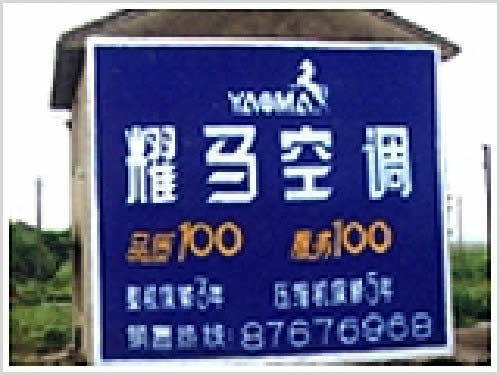 YAOMA
耀马空调
品质100 服务100
整机保修3年 压缩机保修5年
销售热线:87676968